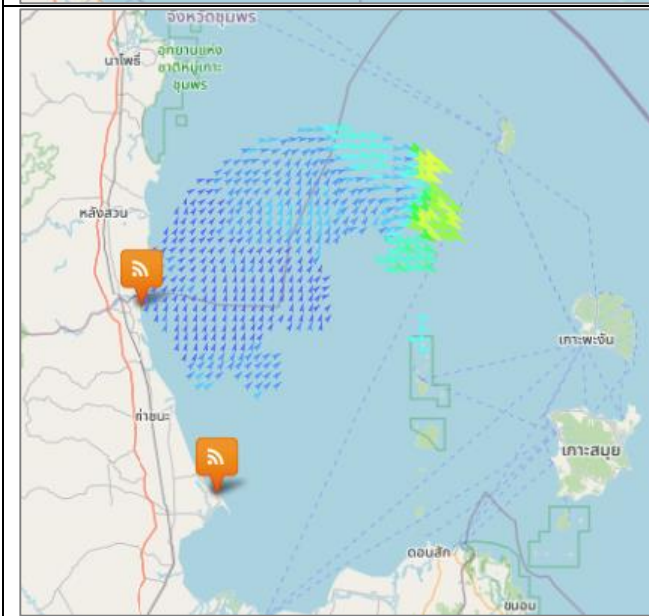 จังหวัดชุมพร
นาโพธิ์
อุทยานแห่ง
ชาติหมู่เกาะ
ชุมพร
หลังสวน
เกาะพะงัน
ท่าชนะ
เกาะสมุย
ดอนสัก
ขนอม